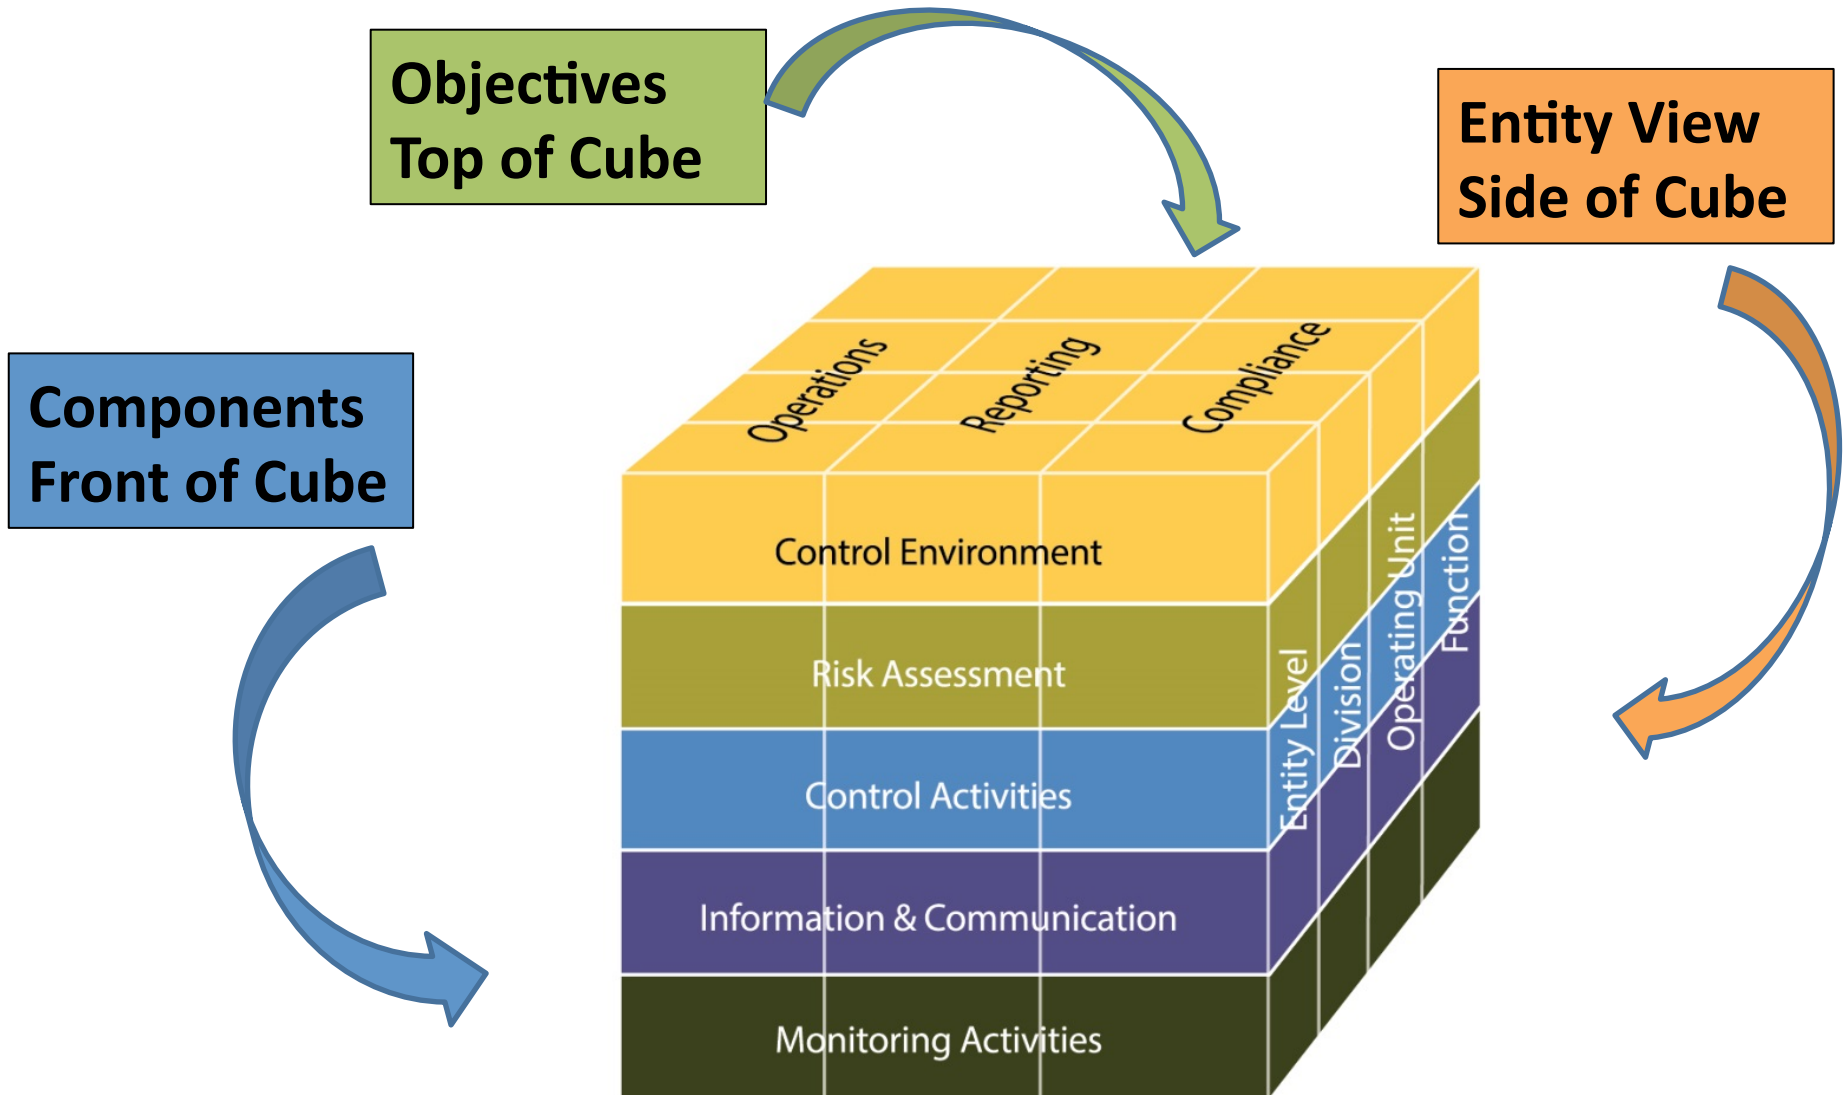 Objectives
Top of Cube
Entity View
Side of Cube
Components
Front of Cube
Operations
Reporting
Compliance
Control Environment
Risk Assessment
Control Activities
Information & Communication
Monitoring Activities
Entity Level
Division
Operating Unit
Function